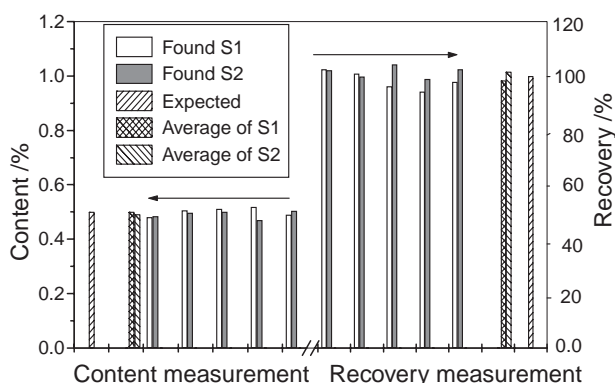 1.2
1.0
0.8
0.6
0.4
0.2
0.0
Content /%
Found S1
Found S2
Expected
Average of S1
Average of S2
120
100
80
60
50
40
20
0.0
Recovery /%
Content measurement
Recovery measurement